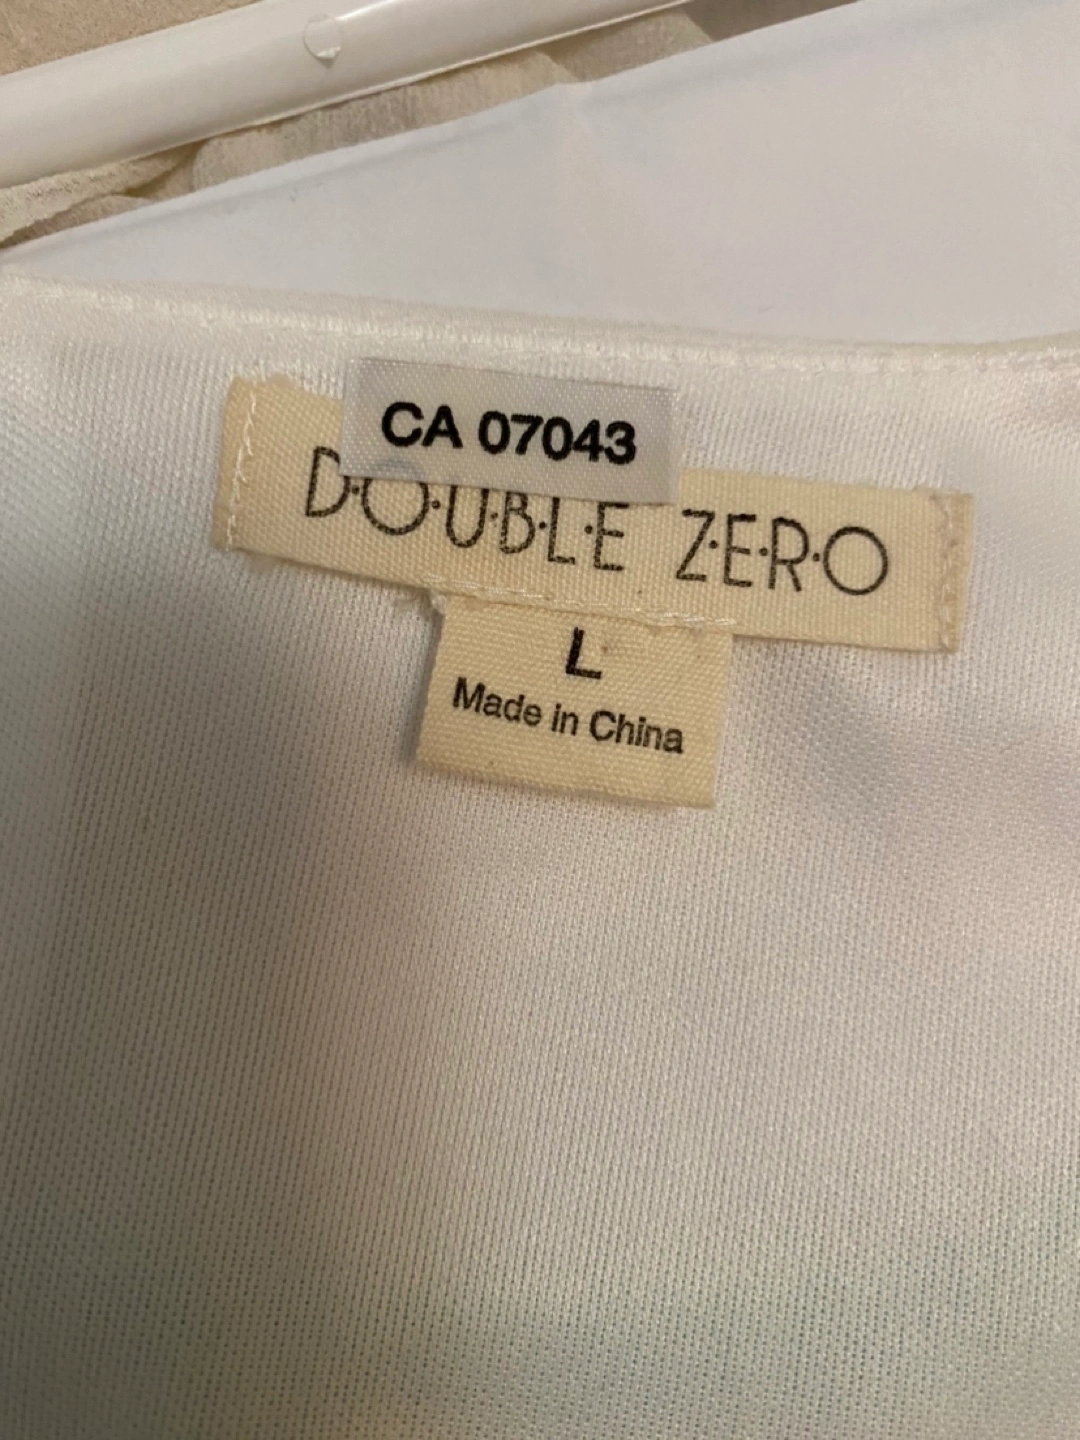 CA 07043
D·O·U·B·L·E Z·E·R·O
L
Made in China